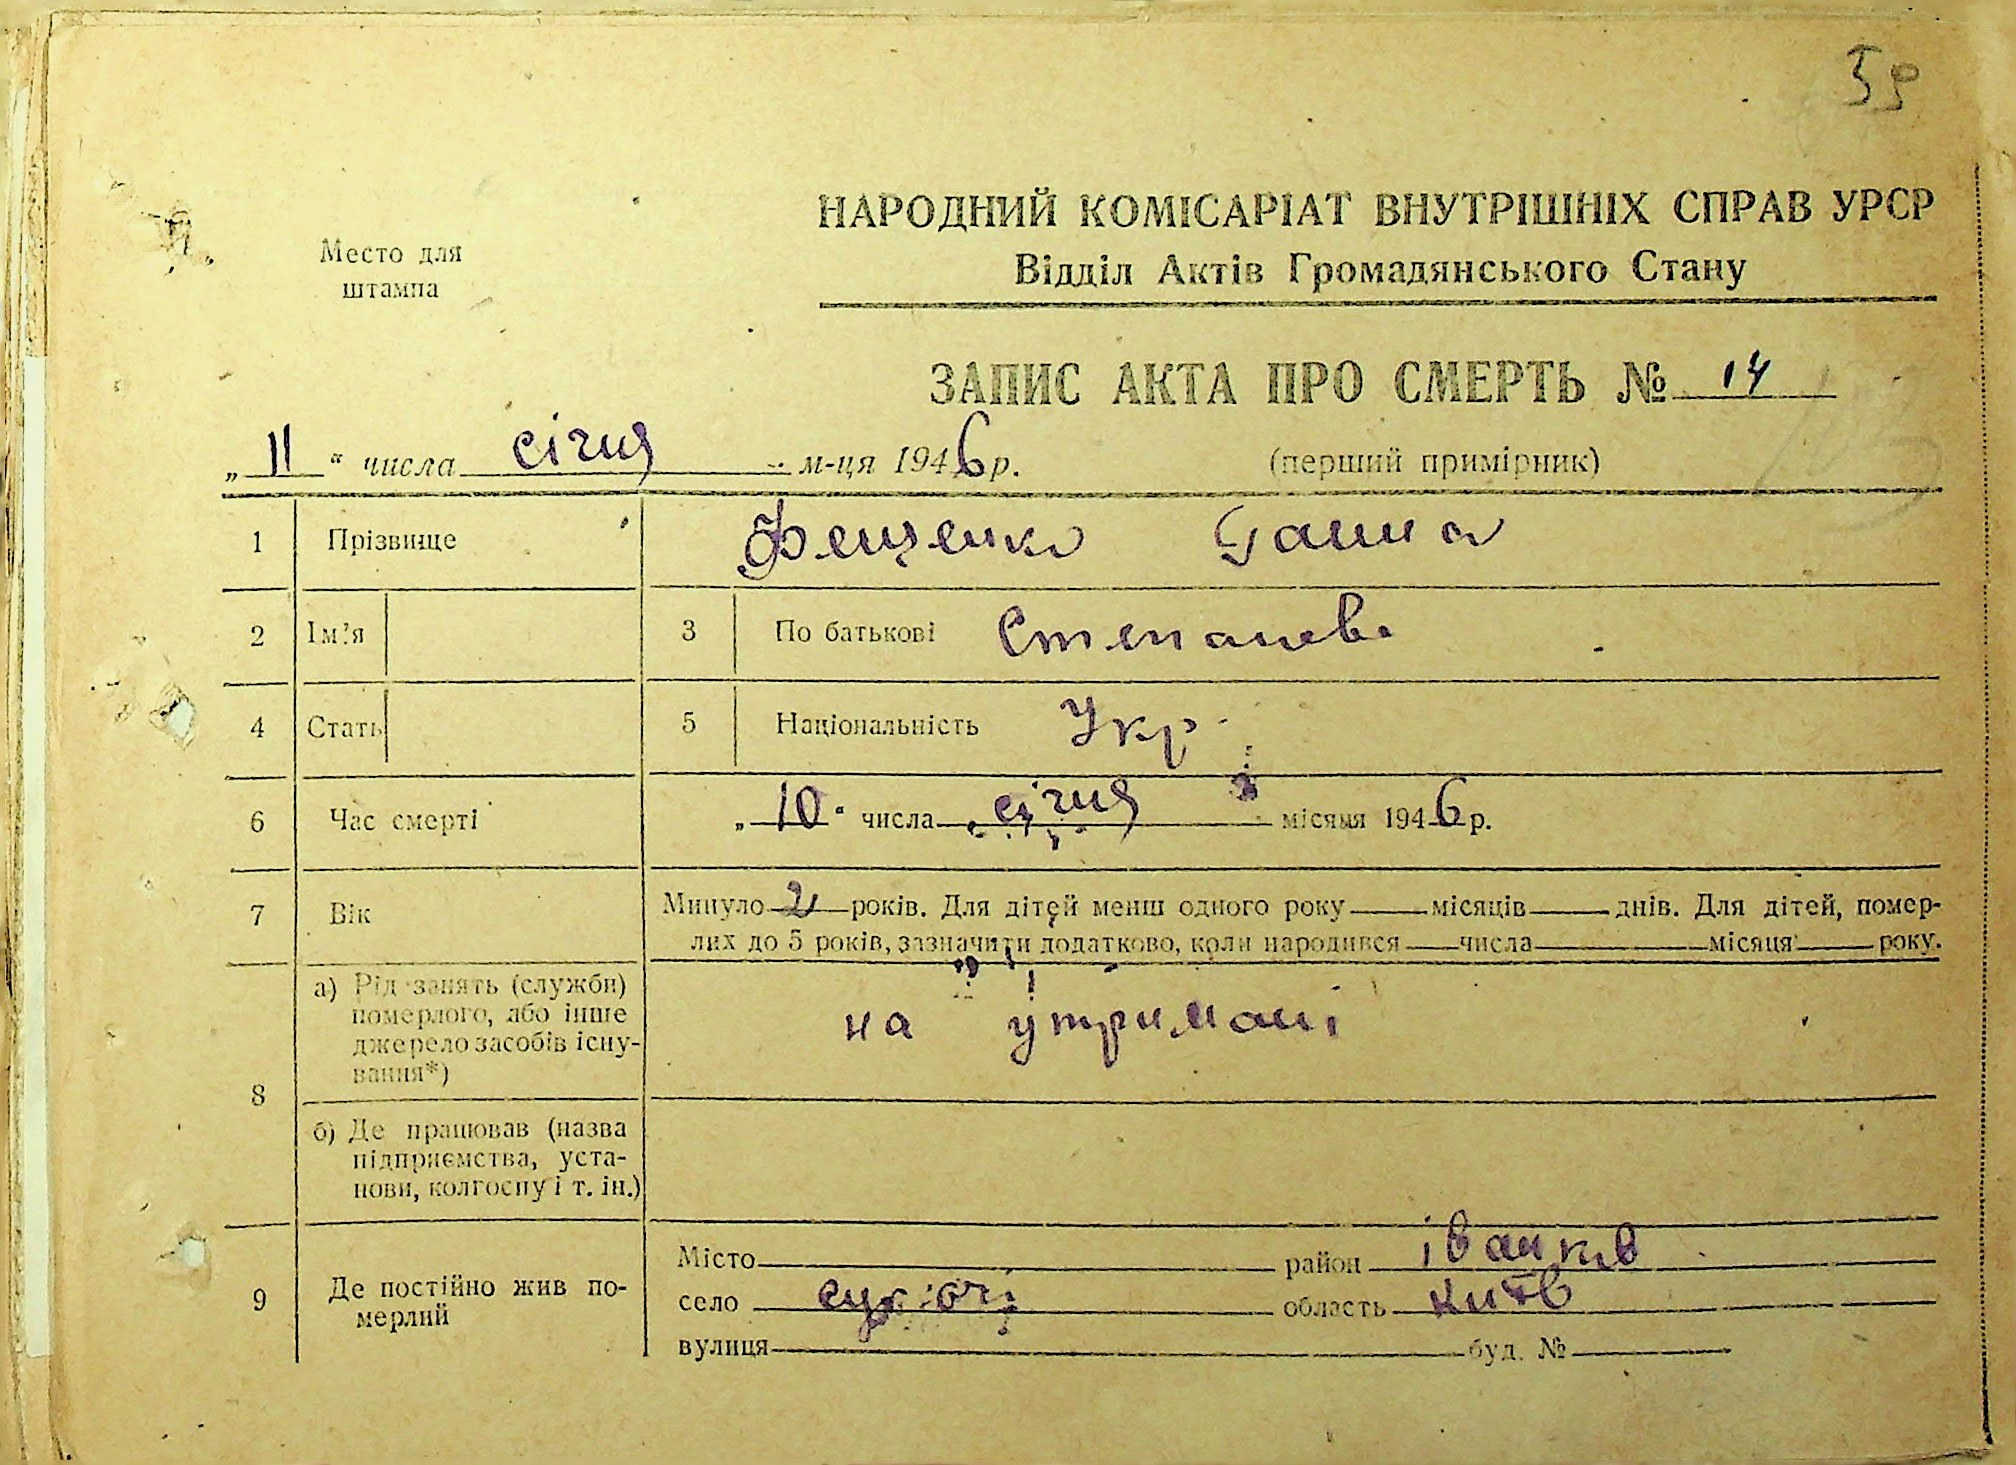 59
Место для
штампа
НАРОДНИЙ КОМІСАРІАТ ВНУТРІШНІХ СПРАВ УРСР
Відділ Актів Громадянського Стану
ЗАПИС АКТА ПРО СМЕРТЬ № 14
„ 11 “ числа січня м-ця 1946 р. (перший примірник)
1 Прізвище Фещенко Ганна
2 Ім'я 3 По батькові Степанов.
4 Стать 5 Національність Укр.
6 Час смерті „ 10 “ числа січня місяця 1946 р.
7 Вік Минуло років. Для дітей менш одного року місяців днів. Для дітей, помер-
лих до 5 років, зазначити додатково, коли народився числа місяця року.
8 а) Рід занять (служби)
померлого, або інше
джерело засобів існу-
вання*) на утримані
б) Де працював (назва
підприємства, уста-
нови, колгоспу і т. ін.)
9 Де постійно жив по-
мерлий
Місто район Іванків
село область Київ
вулиця буд. №